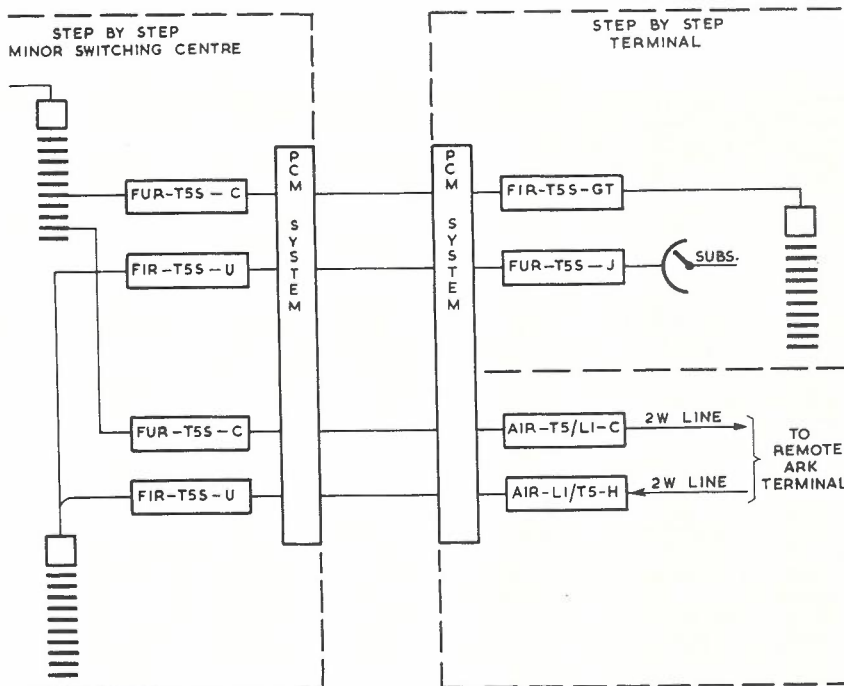 STEP BY STEP
MINOR SWITCHING CENTRE
STEP BY STEP
TERMINAL
PCM SYSTEM
PCM SYSTEM
FUR-T5S-C
FIR-T5S-GT
FIR-T5S-U
FUR-T5S-J
SUBS.
FUR-T5S-C
AIR-T5/L1-C
2W LINE
FIR-T5S-U
AIR-L1/T5-H
2W LINE
TO
REMOTE
ARK
TERMINAL